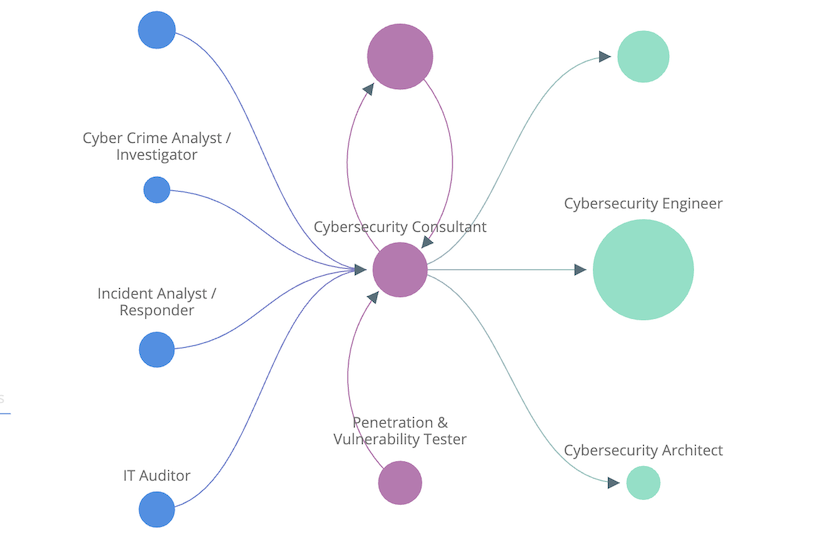 Cyber Crime Analyst /
Investigator
Cybersecurity Engineer
Cybersecurity Consultant
Incident Analyst /
Responder
s
Penetration &
Vulnerability Tester
Cybersecurity Architect
IT Auditor